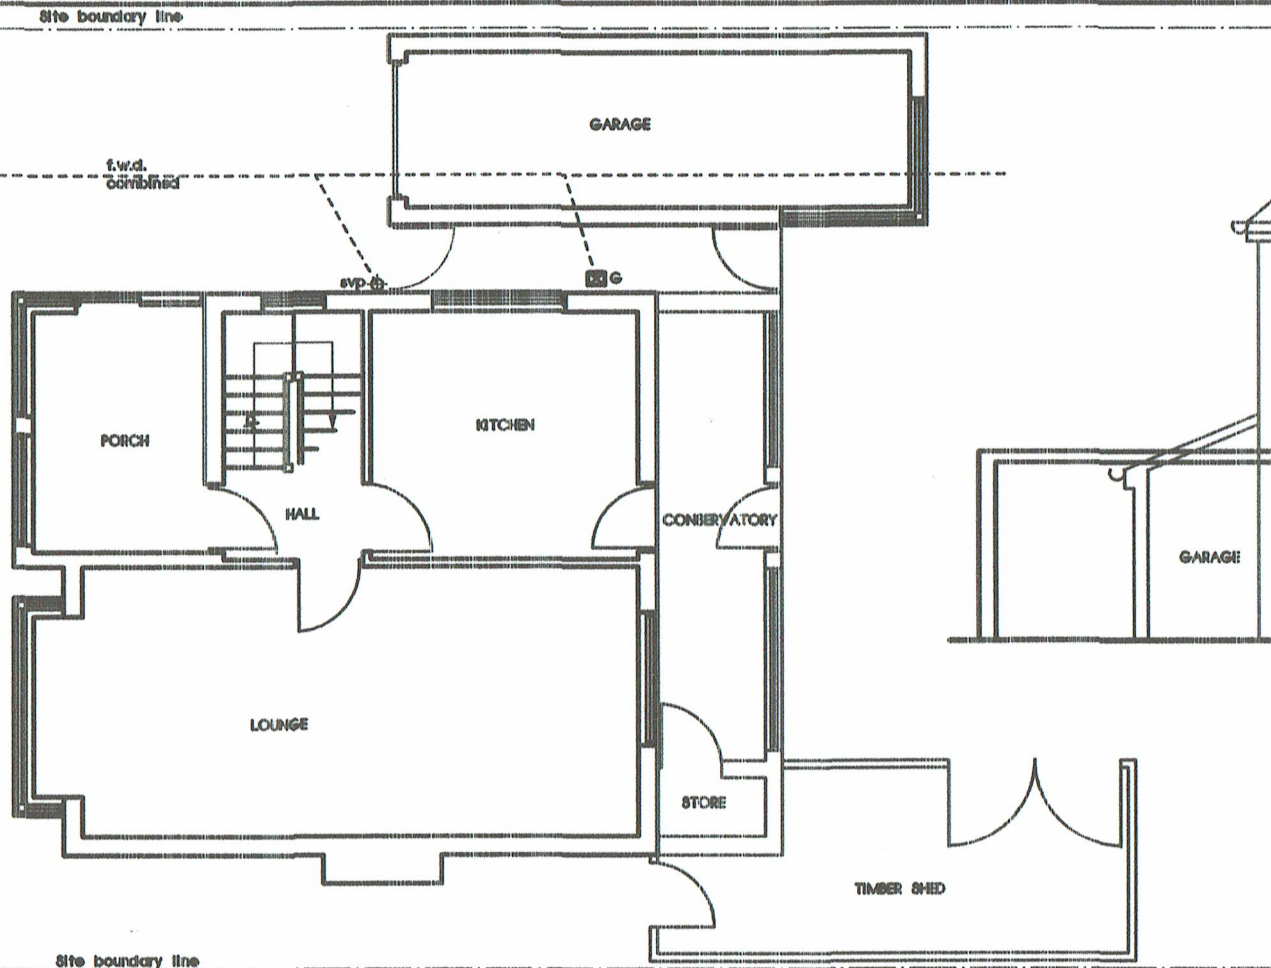 Site boundary line
GARAGE
f.w.d.
combined
svp
G
PORCH
KITCHEN
HALL
CONSERVATORY
GARAGE
LOUNGE
STORE
TIMBER SHED
Site boundary line